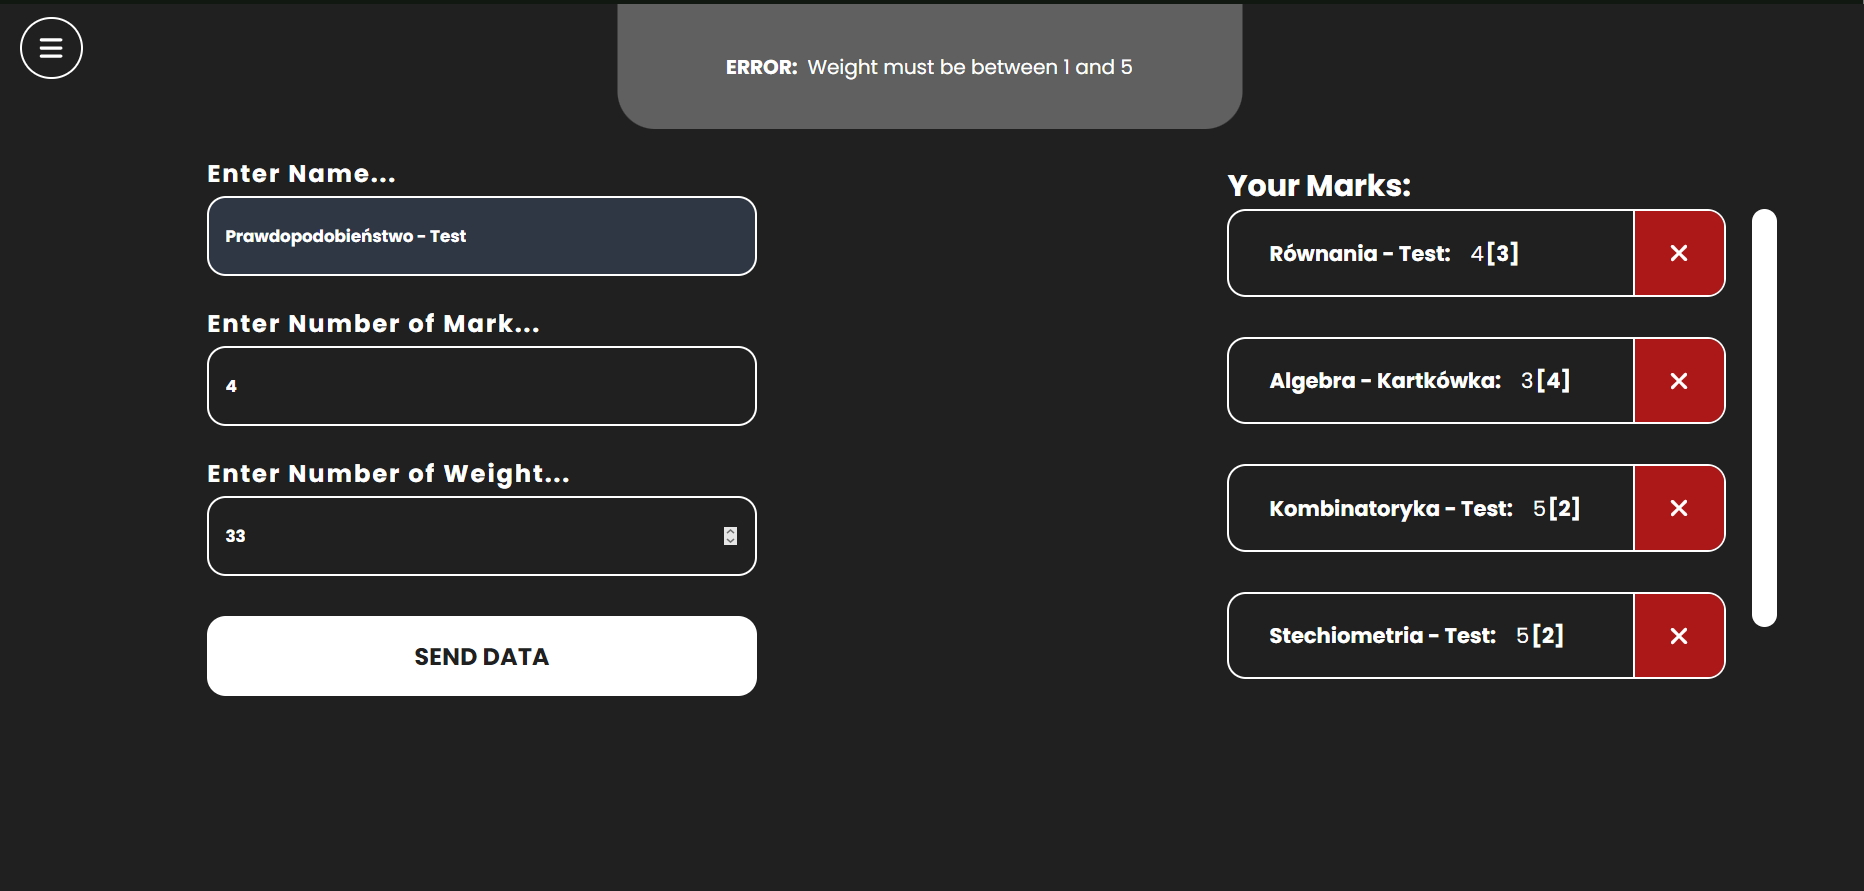 ERROR: Weight must be between 1 and 5
Enter Name...
Prawdopodobieństwo - Test
Enter Number of Mark...
4
Enter Number of Weight...
33
SEND DATA
Your Marks:
Równania - Test: 4[3]
Algebra - Kartkówka: 3[4]
Kombinatoryka - Test: 5[2]
Stechiometria - Test: 5[2]